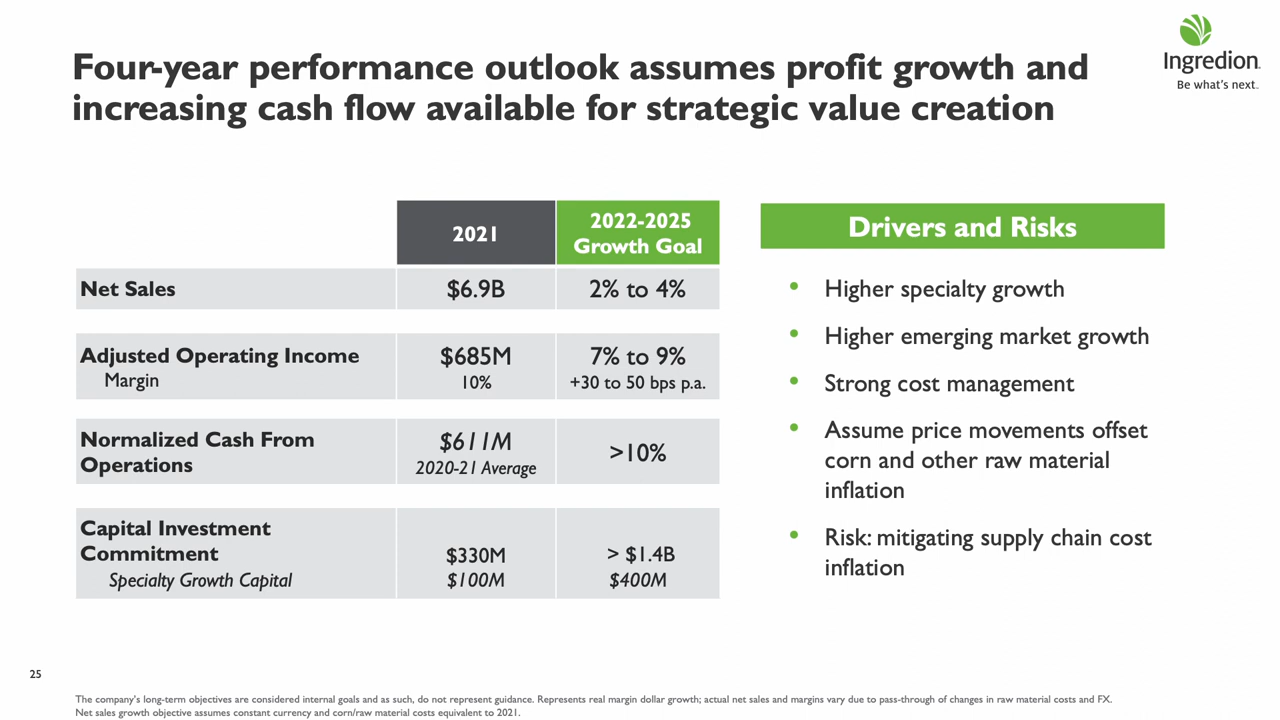 Four-year performance outlook assumes profit growth and
increasing cash flow available for strategic value creation
Ingredion.
Be what's next.
2021
2022-2025
Growth Goal
Net Sales
$6.9B
2% to 4%
Adjusted Operating Income
$685M
7% to 9%
Margin
10%
+30 to 50 bps p.a.
Normalized Cash From
Operations
$611M
2020-21 Average
>10%
Capital Investment
Commitment
$330M
> $1.4B
Specialty Growth Capital
$100M
$400M
Drivers and Risks
• Higher specialty growth
• Higher emerging market growth
• Strong cost management
• Assume price movements offset
corn and other raw material
inflation
• Risk: mitigating supply chain cost
inflation
25
The company's long-term objectives are considered internal goals and as such, do not represent guidance. Represents real margin dollar growth; actual net sales and margins vary due to pass-through of changes in raw material costs and FX.
Net sales growth objective assumes constant currency and corn/raw material costs equivalent to 2021.